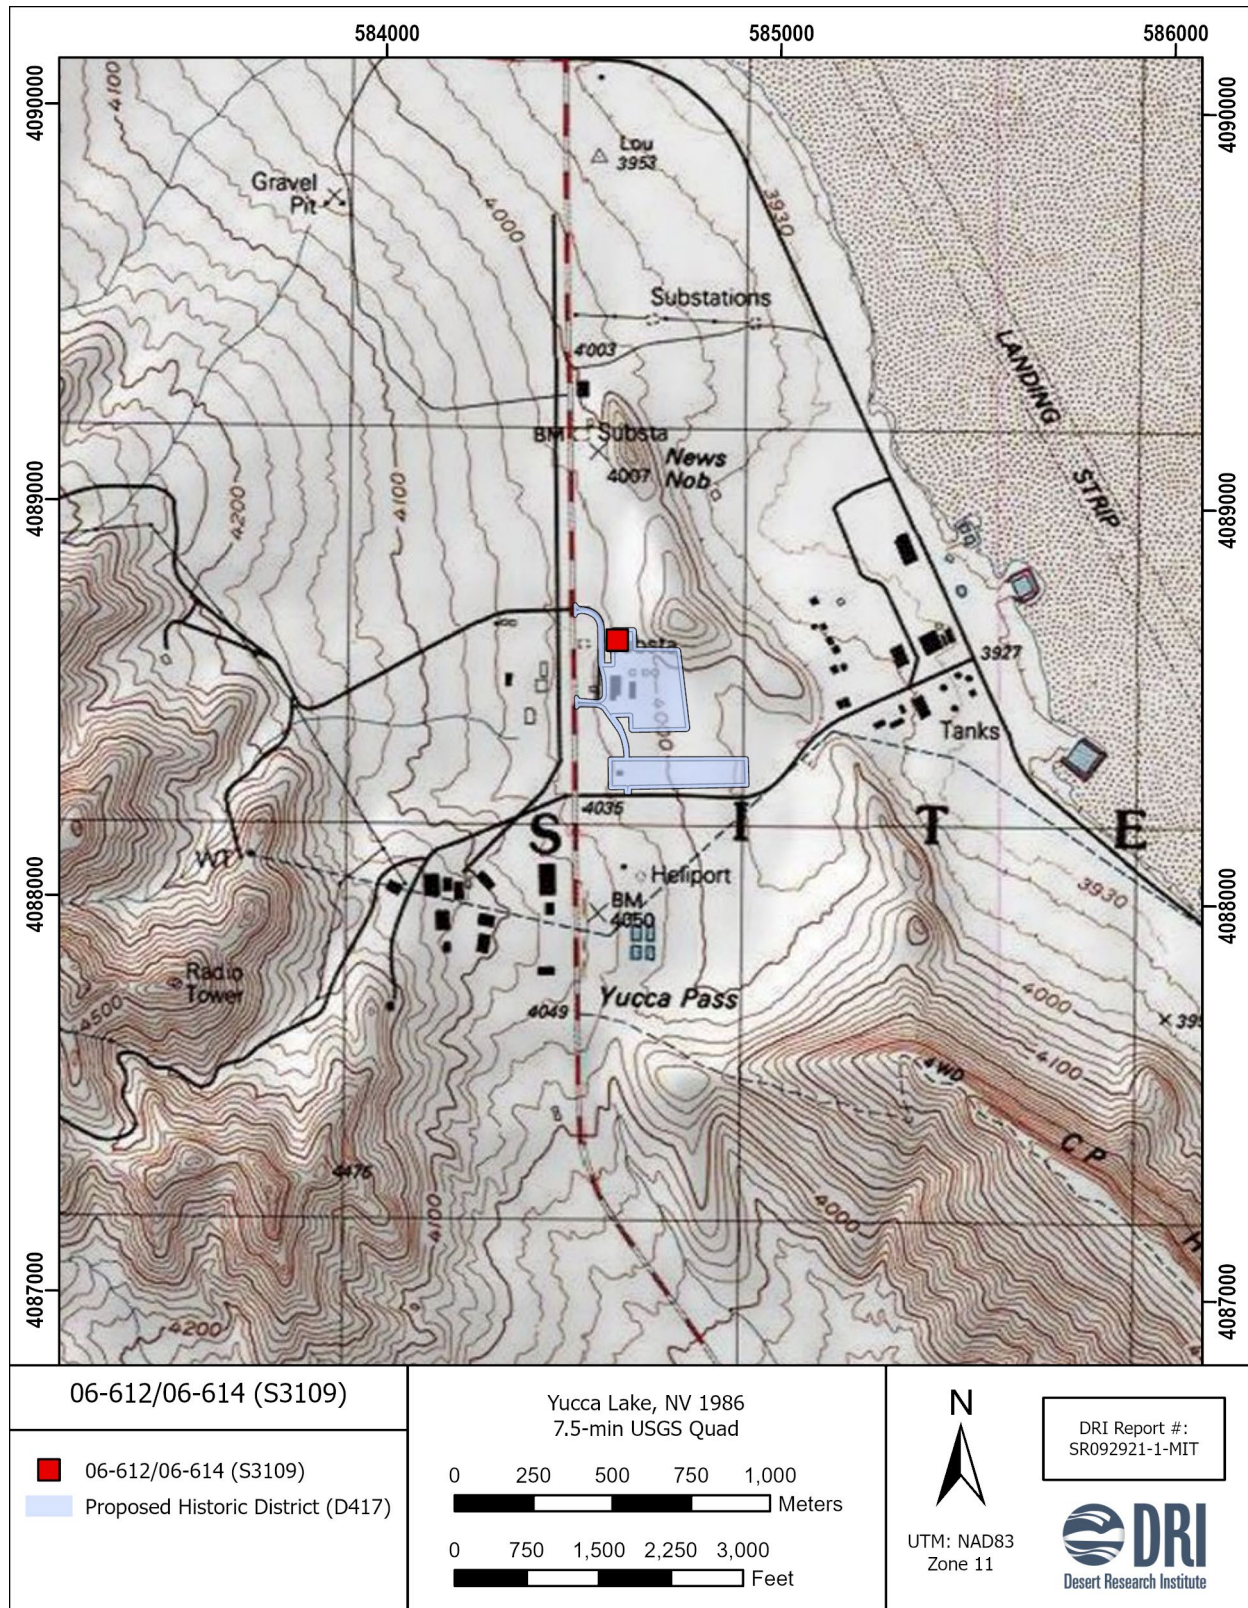 584000
585000
586000
4090000
4090000
4100
Lou
3953
Gravel
Pit
4000
3930
Substations
LANDING
STRIP
4003
BM
Substa
4007
News
Nob
4089000
4089000
4200
4100
bsta
4000
3927
Tanks
4035
S I T E
WT
Heliport
BM
4050
4088000
4088000
3930
Radio
Tower
4500
Yucca Pass
4049
4000
4100
4WD
C P
4476
4100
4000
H
4087000
4087000
4200
06-612/06-614 (S3109)
06-612/06-614 (S3109)
Proposed Historic District (D417)
Yucca Lake, NV 1986
7.5-min USGS Quad
0 250 500 750 1,000
Meters
0 750 1,500 2,250 3,000
Feet
N
UTM: NAD83
Zone 11
DRI Report #:
SR092921-1-MIT
DRI
Desert Research Institute